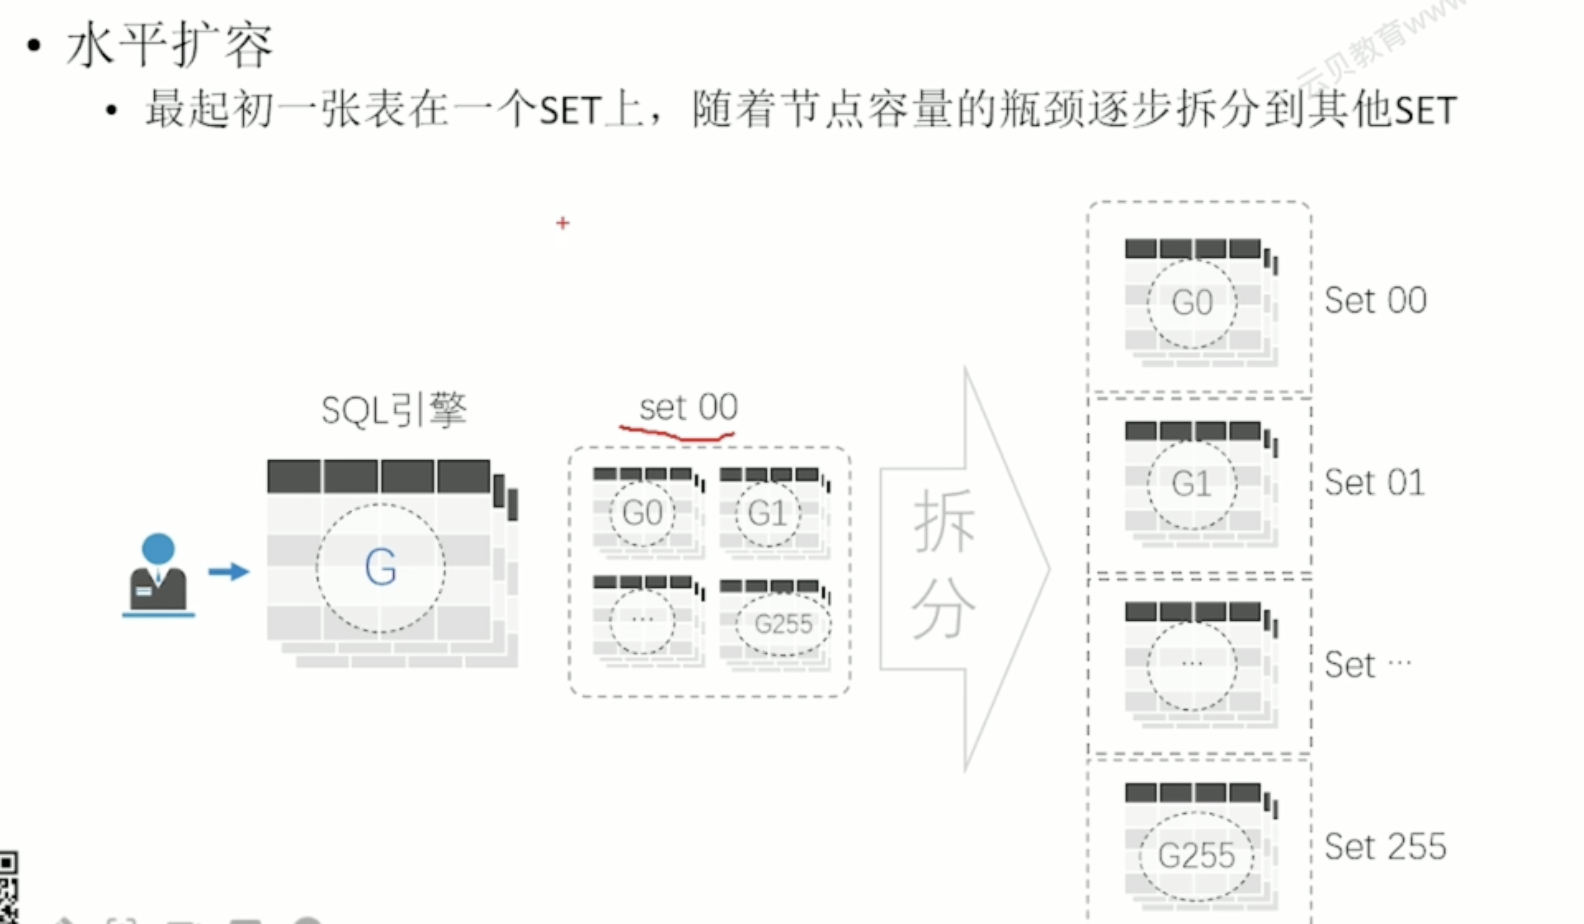 云贝教育www
• 水平扩容
• 最起初一张表在一个SET上，随着节点容量的瓶颈逐步拆分到其他SET
SQL引擎
G
set 00
G0
G1
...
G255
拆
分
G0
Set 00
G1
Set 01
...
Set ...
G255
Set 255